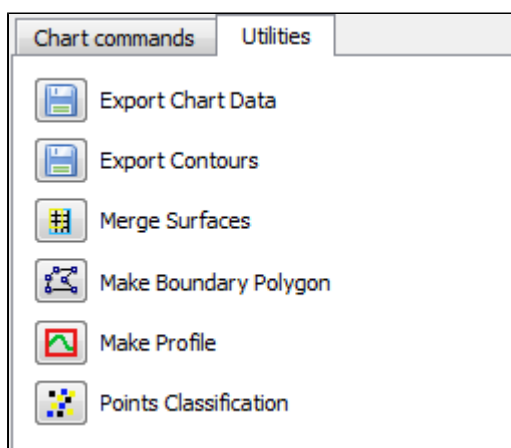 Chart commands Utilities
Export Chart Data
Export Contours
Merge Surfaces
Make Boundary Polygon
Make Profile
Points Classification